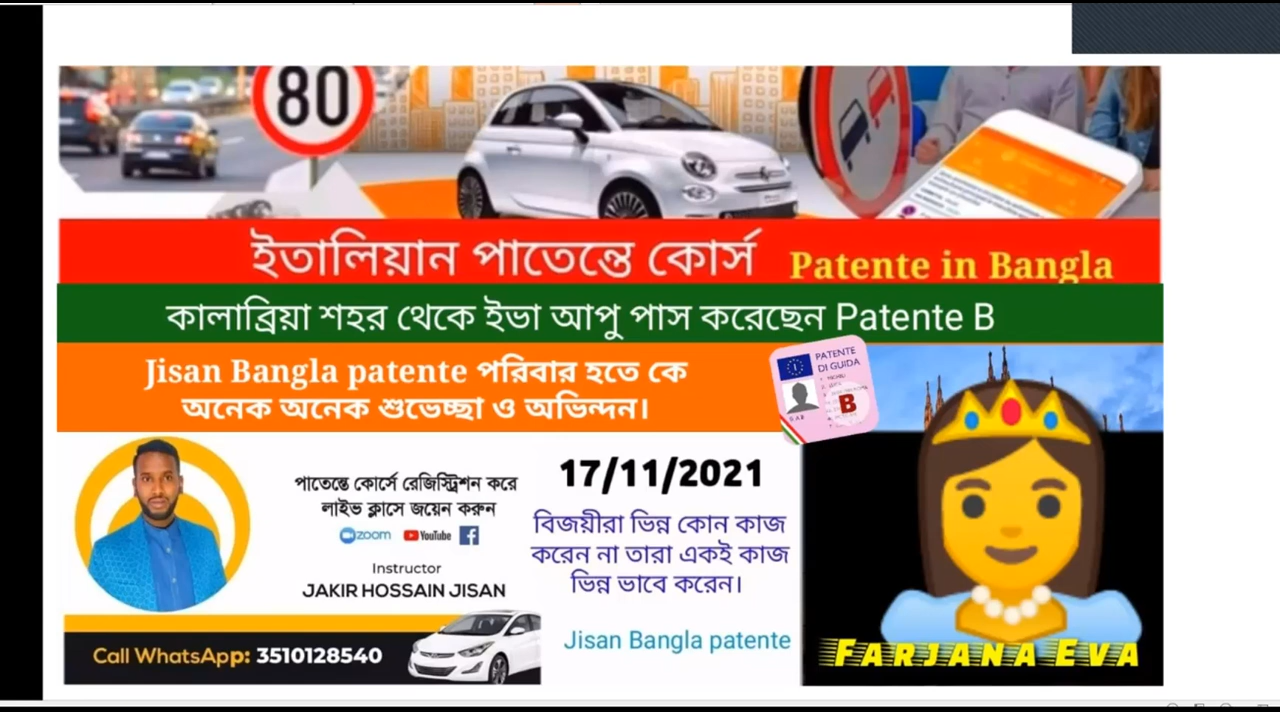 80
ইতালিয়ান পাতেন্তে কোর্স Patente in Bangla
কালাব্রিয়া শহর থেকে ইভা আপু পাস করেছেন Patente B
Jisan Bangla patente পরিবার হতে কে
অনেক অনেক শুভেচ্ছা ও অভিন্দন।
PATENTE
DI GUIDA
I
B
পাতেন্তে কোর্সে রেজিস্ট্রিশন করে
লাইভ ক্লাসে জয়েন করুন
zoom YouTube
Instructor
JAKIR HOSSAIN JISAN
Call WhatsApp: 3510128540
17/11/2021
বিজয়ীরা ভিন্ন কোন কাজ
করেন না তারা একই কাজ
ভিন্ন ভাবে করেন।
Jisan Bangla patente
FARJANA EVA